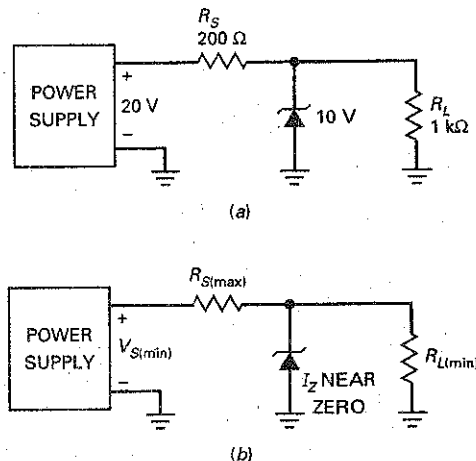 R_S
200 Ω
POWER
SUPPLY
+
20 V
−
10 V
R_L
1 kΩ
(a)
R_S(max)
POWER
SUPPLY
+
V_S(min)
−
I_Z NEAR
ZERO
R_L(min)
(b)